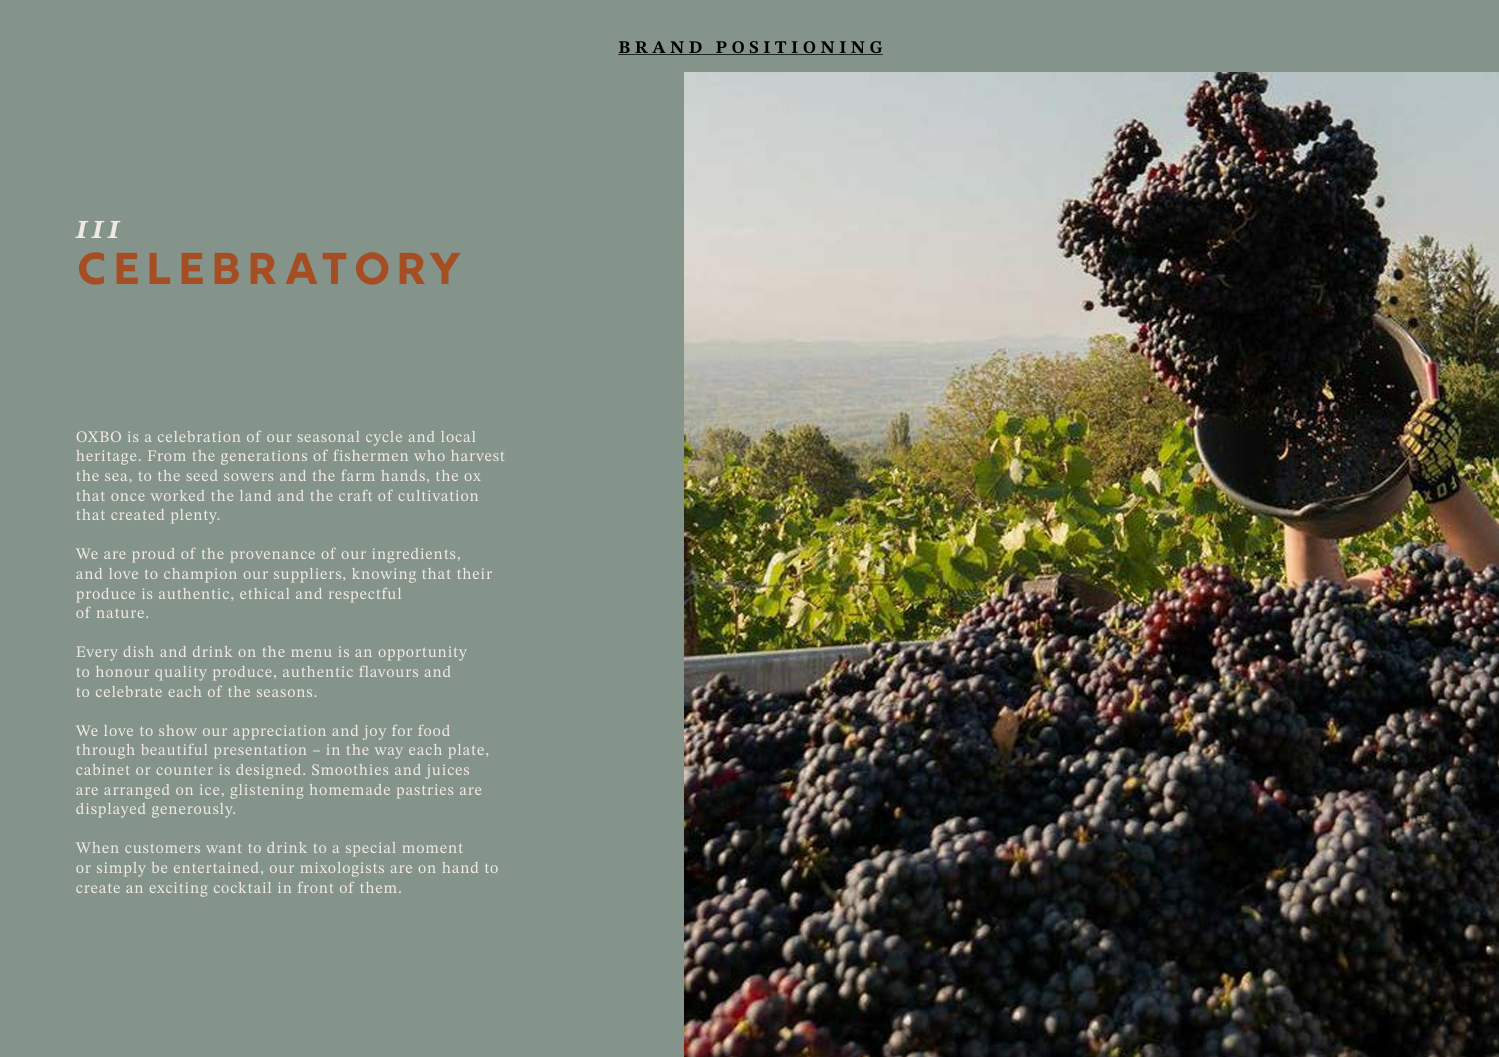 BRAND POSITIONING
III
CELEBRATORY
OXBO is a celebration of our seasonal cycle and local
heritage. From the generations of fishermen who harvest
the sea, to the seed sowers and the farm hands, the ox
that once worked the land and the craft of cultivation
that created plenty.
We are proud of the provenance of our ingredients,
and love to champion our suppliers, knowing that their
produce is authentic, ethical and respectful
of nature.
Every dish and drink on the menu is an opportunity
to honour quality produce, authentic flavours and
to celebrate each of the seasons.
We love to show our appreciation and joy for food
through beautiful presentation – in the way each plate,
cabinet or counter is designed. Smoothies and juices
are arranged on ice, glistening homemade pastries are
displayed generously.
When customers want to drink to a special moment
or simply be entertained, our mixologists are on hand to
create an exciting cocktail in front of them.
FOX